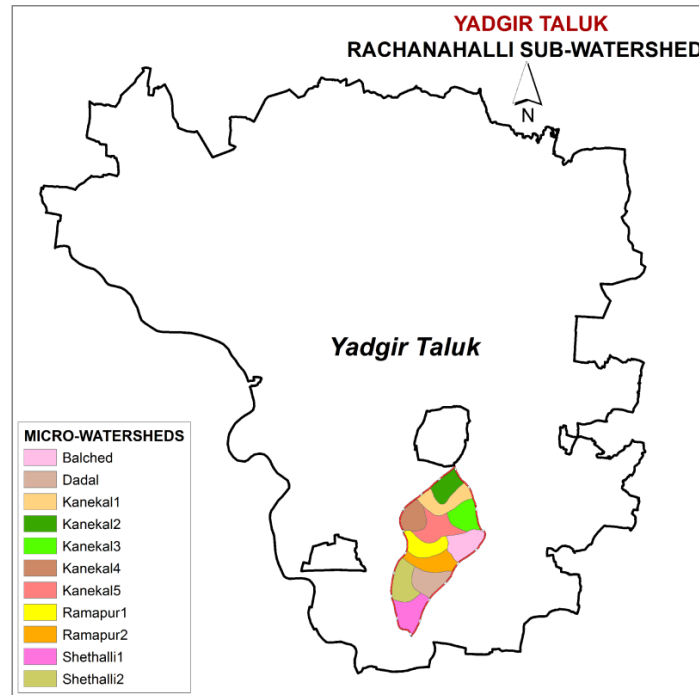 YADGIR TALUK
RACHANAHALLI SUB-WATERSHED
N
Yadgir Taluk
MICRO-WATERSHEDS
Balched
Dadal
Kanekal1
Kanekal2
Kanekal3
Kanekal4
Kanekal5
Ramapur1
Ramapur2
Shethalli1
Shethalli2